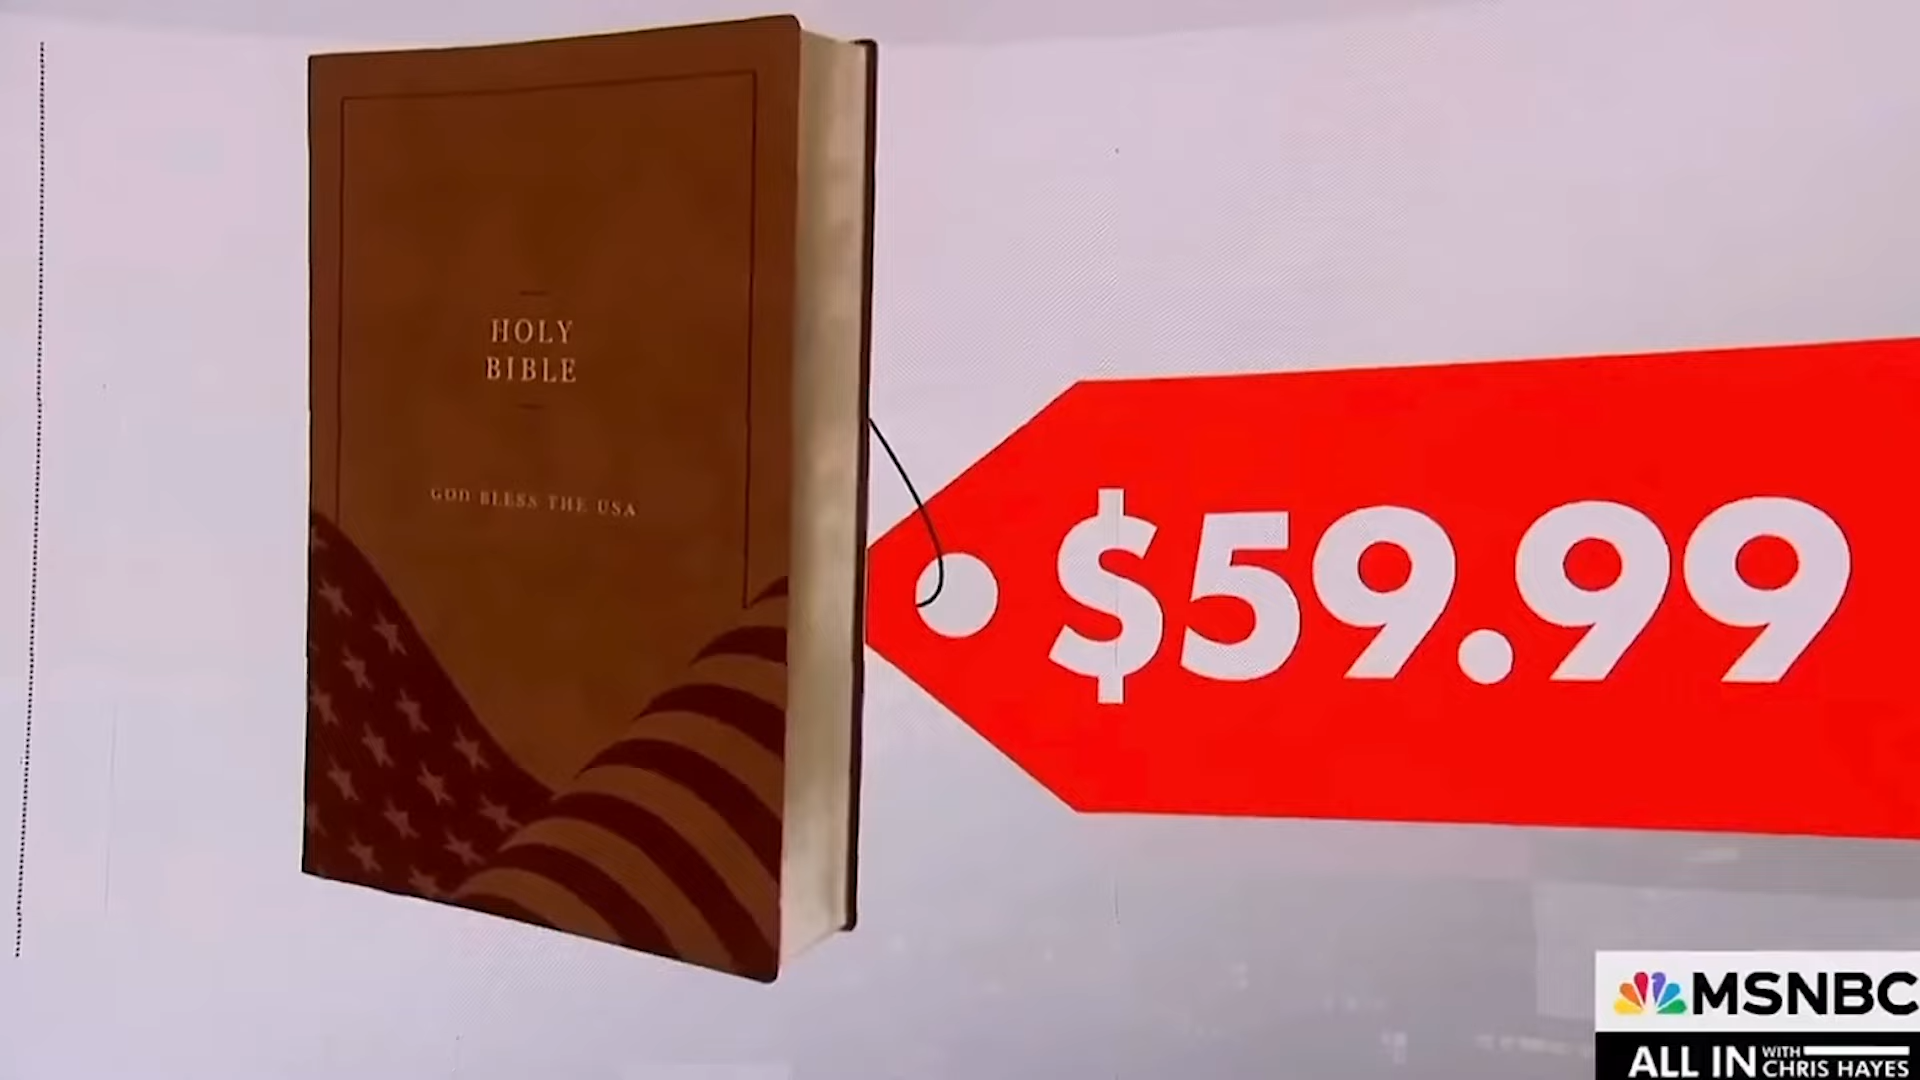 HOLY
BIBLE
GOD BLESS THE USA
$59.99
MSNBC
ALL IN WITH CHRIS HAYES